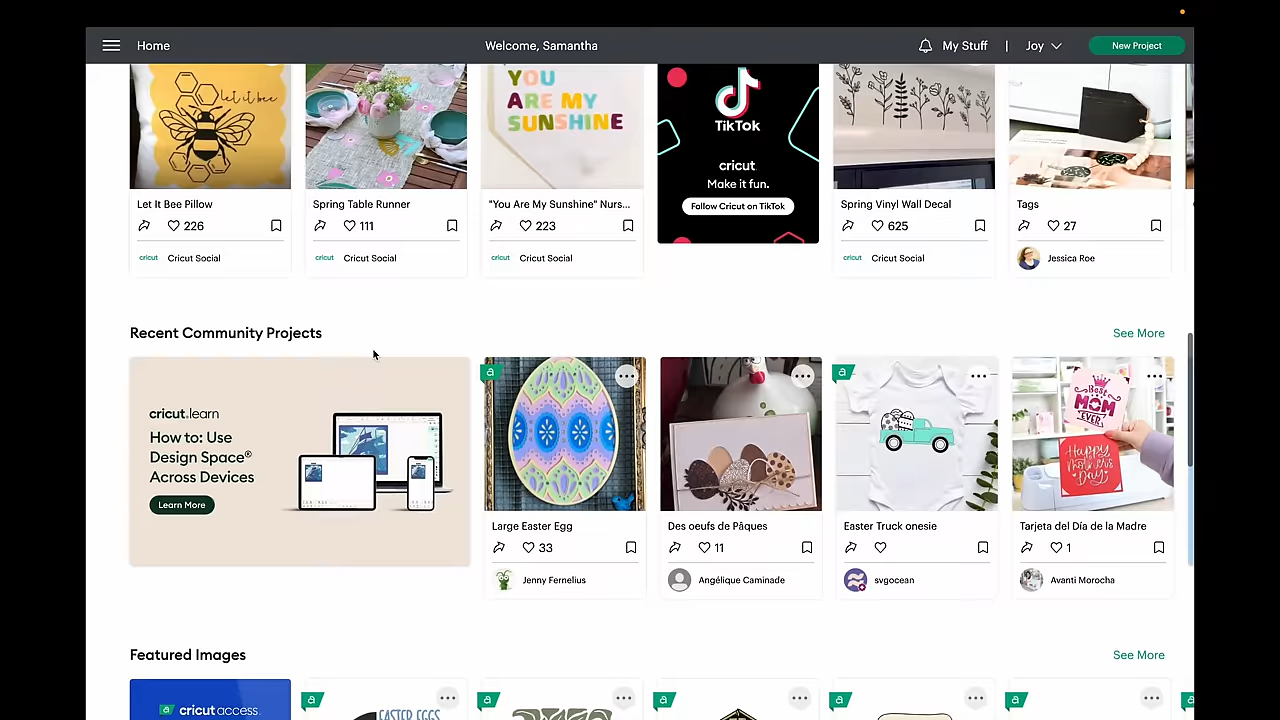 Home
Welcome, Samantha
My Stuff | Joy
New Project
let it bee
YOU
ARE MY
SUNSHINE
TikTok
cricut
Make it fun.
Follow Cricut on TikTok
Let It Bee Pillow
226
cricut Cricut Social
Spring Table Runner
111
cricut Cricut Social
"You Are My Sunshine" Nurs...
223
cricut Cricut Social
Spring Vinyl Wall Decal
625
cricut Cricut Social
Tags
27
Jessica Roe
Recent Community Projects
See More
cricut.learn
How to: Use
Design Space®
Across Devices
Learn More
a
Large Easter Egg
33
Jenny Fernelius
Des oeufs de Pâques
11
Angélique Caminade
a
Easter Truck onesie
svgocean
Best
MOM
EVER
Happy
Mother's
Day
Tarjeta del Día de la Madre
1
Avanti Morocha
Featured Images
See More
a cricut access
a
EASTER EGGS
a
a
a
a